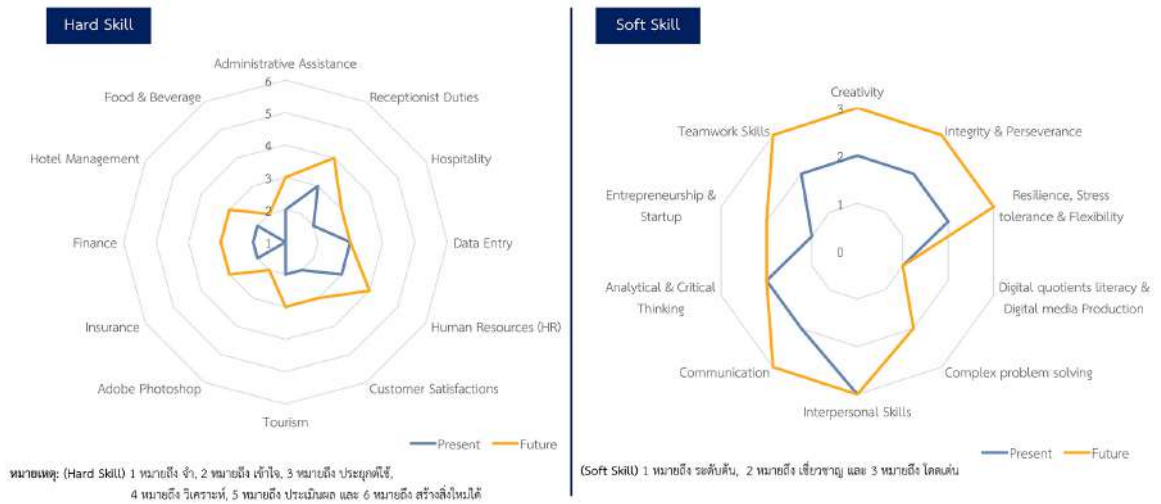 Hard Skill
Administrative Assistance
Food & Beverage
Receptionist Duties
Hotel Management
Hospitality
Finance
Data Entry
Insurance
Human Resources (HR)
Adobe Photoshop
Customer Satisfactions
Tourism
6
5
4
3
2
1
Present
Future
หมายเหตุ: (Hard Skill) 1 หมายถึง จำ, 2 หมายถึง เข้าใจ, 3 หมายถึง ประยุกต์ใช้,
4 หมายถึง วิเคราะห์, 5 หมายถึง ประเมินผล และ 6 หมายถึง สร้างสิ่งใหม่ได้
Soft Skill
Creativity
Teamwork Skills
Integrity & Perseverance
Entrepreneurship &
Startup
Resilience, Stress
tolerance & Flexibility
Analytical & Critical
Thinking
Digital quotients literacy &
Digital media Production
Communication
Complex problem solving
Interpersonal Skills
3
2
1
0
Present
Future
(Soft Skill) 1 หมายถึง ระดับต้น, 2 หมายถึง เชี่ยวชาญ และ 3 หมายถึง โดดเด่น